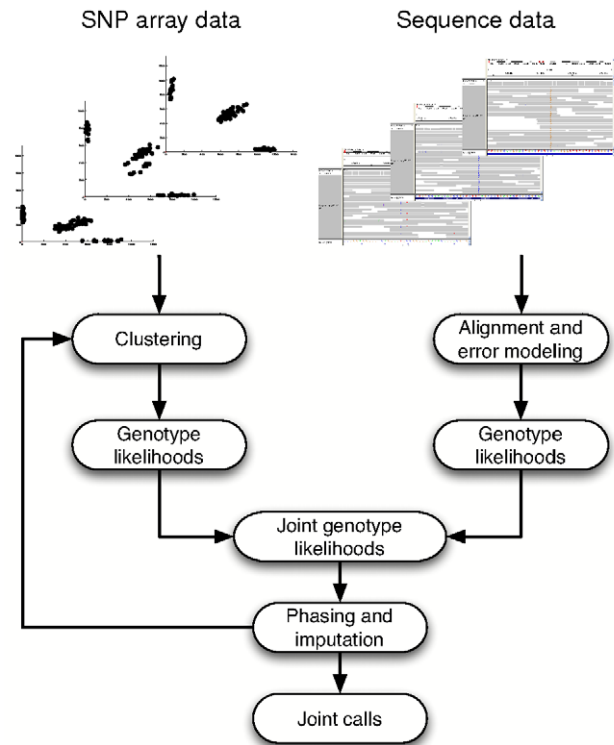 SNP array data
Sequence data
Clustering
Alignment and
error modeling
Genotype
likelihoods
Genotype
likelihoods
Joint genotype
likelihoods
Phasing and
imputation
Joint calls